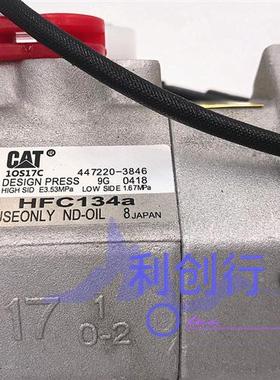 CAT
10S17C
447220-3846
DESIGN PRESS 9G 0418
HIGH SID E3.53MPa LOW SIDE 1.67MPa
HFC134a
USEONLY ND-OIL 8 JAPAN
利创行
17 1
0-2